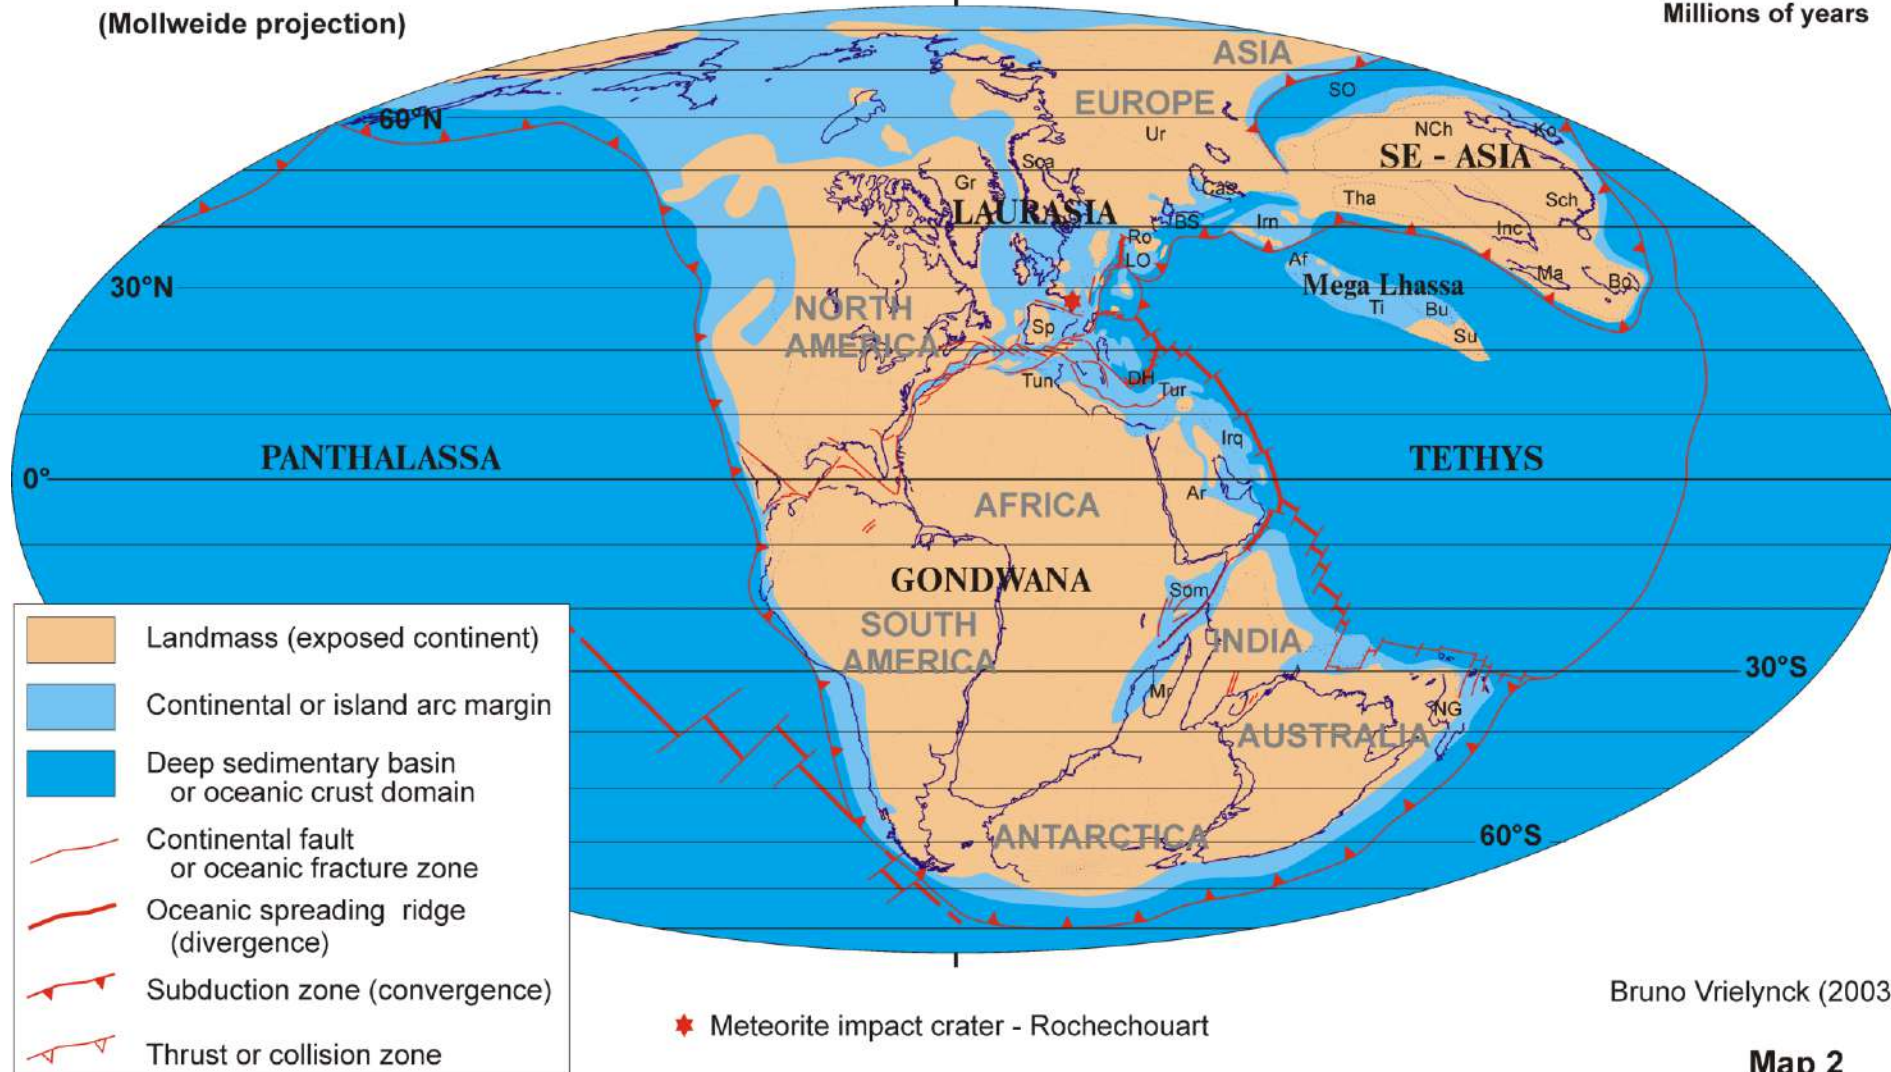 (Mollweide projection)
Millions of years
ASIA
SO
EUROPE
60°N
Ur
NCh
Ko
SE - ASIA
Sca
Gr
Cas
Tha
Sch
LAURASIA
BS
Irn
Inc
Ro
LO
Af
Ma
Bo
30°N
Mega Lhassa
NORTH
AMERICA
Ti
Bu
Sp
Su
Tun
DH
Tur
Irq
PANTHALASSA
TETHYS
0°
Ar
AFRICA
GONDWANA
Som
SOUTH
AMERICA
INDIA
30°S
Mr
NG
AUSTRALIA
ANTARCTICA
60°S
Landmass (exposed continent)
Continental or island arc margin
Deep sedimentary basin
or oceanic crust domain
Continental fault
or oceanic fracture zone
Oceanic spreading ridge
(divergence)
Subduction zone (convergence)
Thrust or collision zone
Bruno Vrielynck (2003
Meteorite impact crater - Rochechouart
Map 2